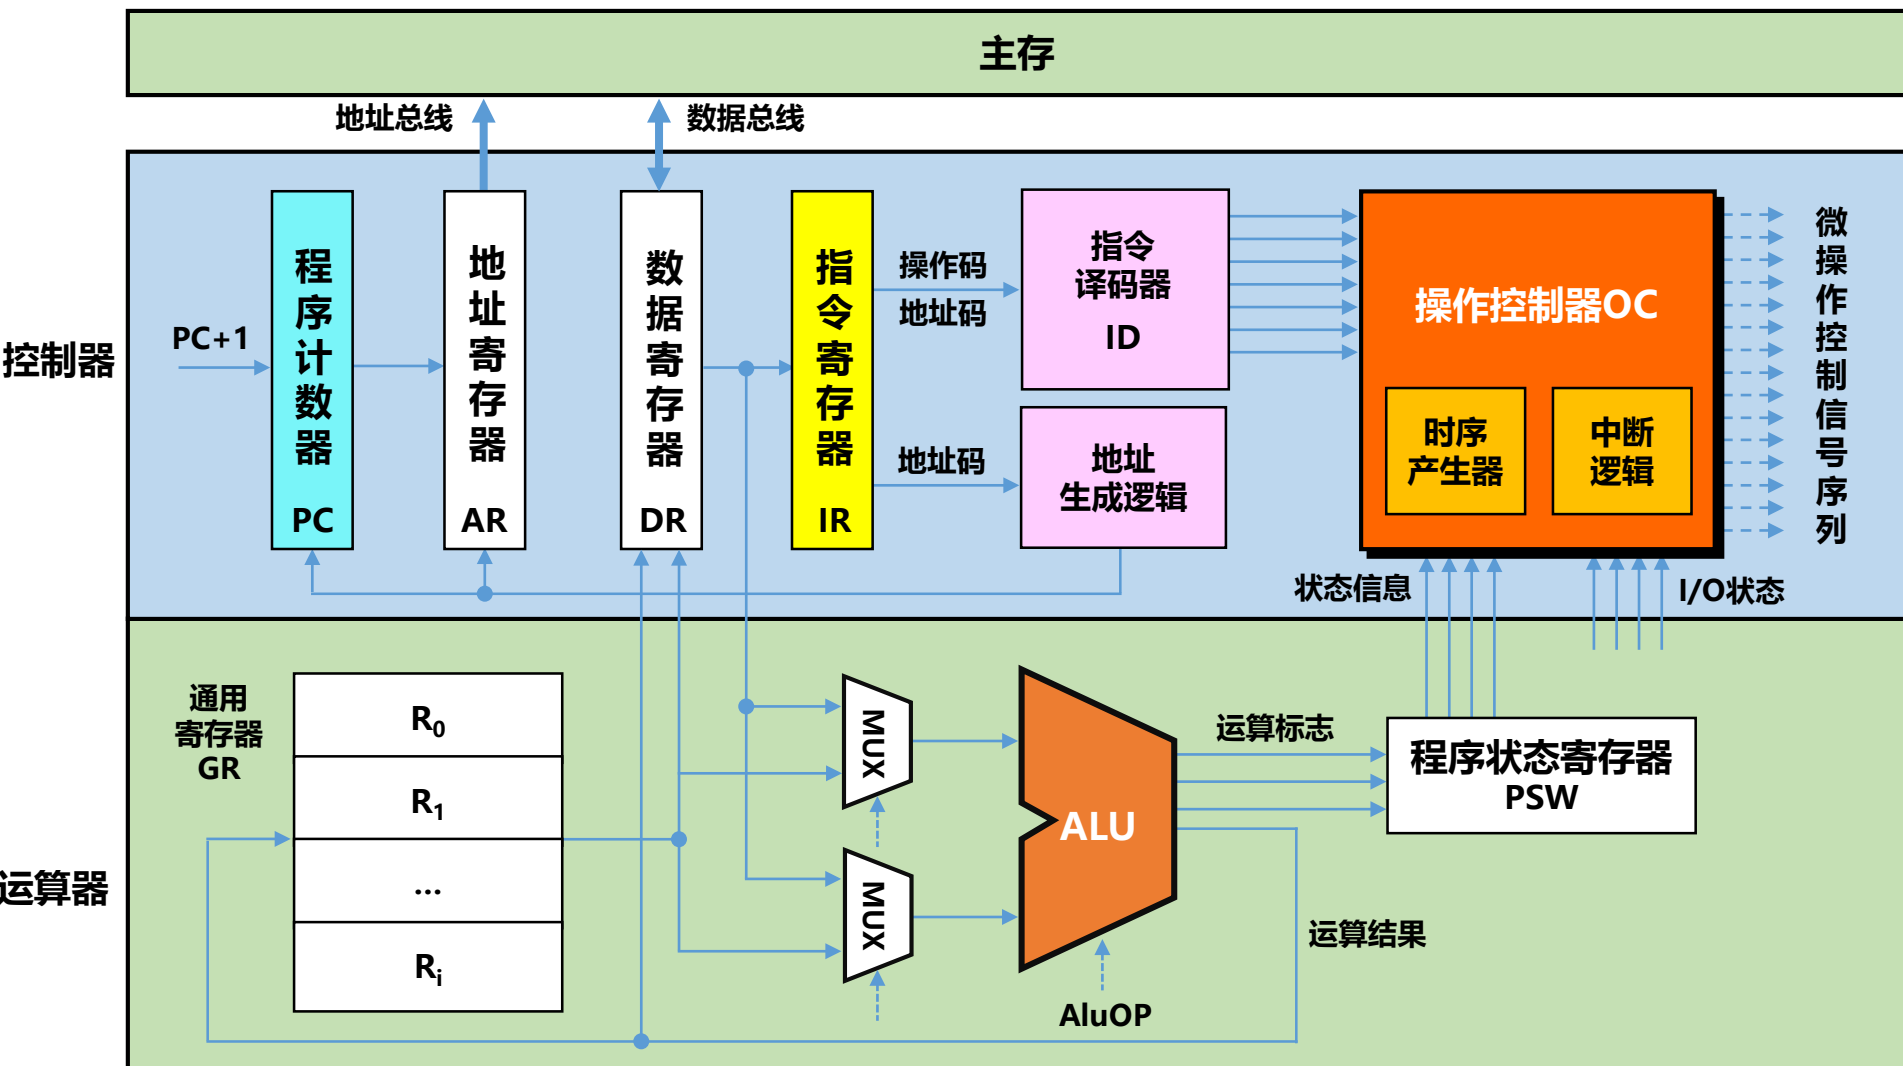 主存
地址总线
数据总线
控制器
PC+1
程序计数器
PC
地址寄存器
AR
数据寄存器
DR
指令寄存器
IR
操作码
地址码
地址码
指令
译码器
ID
地址
生成逻辑
操作控制器OC
时序
产生器
中断
逻辑
微操作控制信号序列
状态信息
I/O状态
运算器
通用
寄存器
GR
R0
R1
...
Ri
MUX
MUX
ALU
AluOP
运算标志
程序状态寄存器
PSW
运算结果